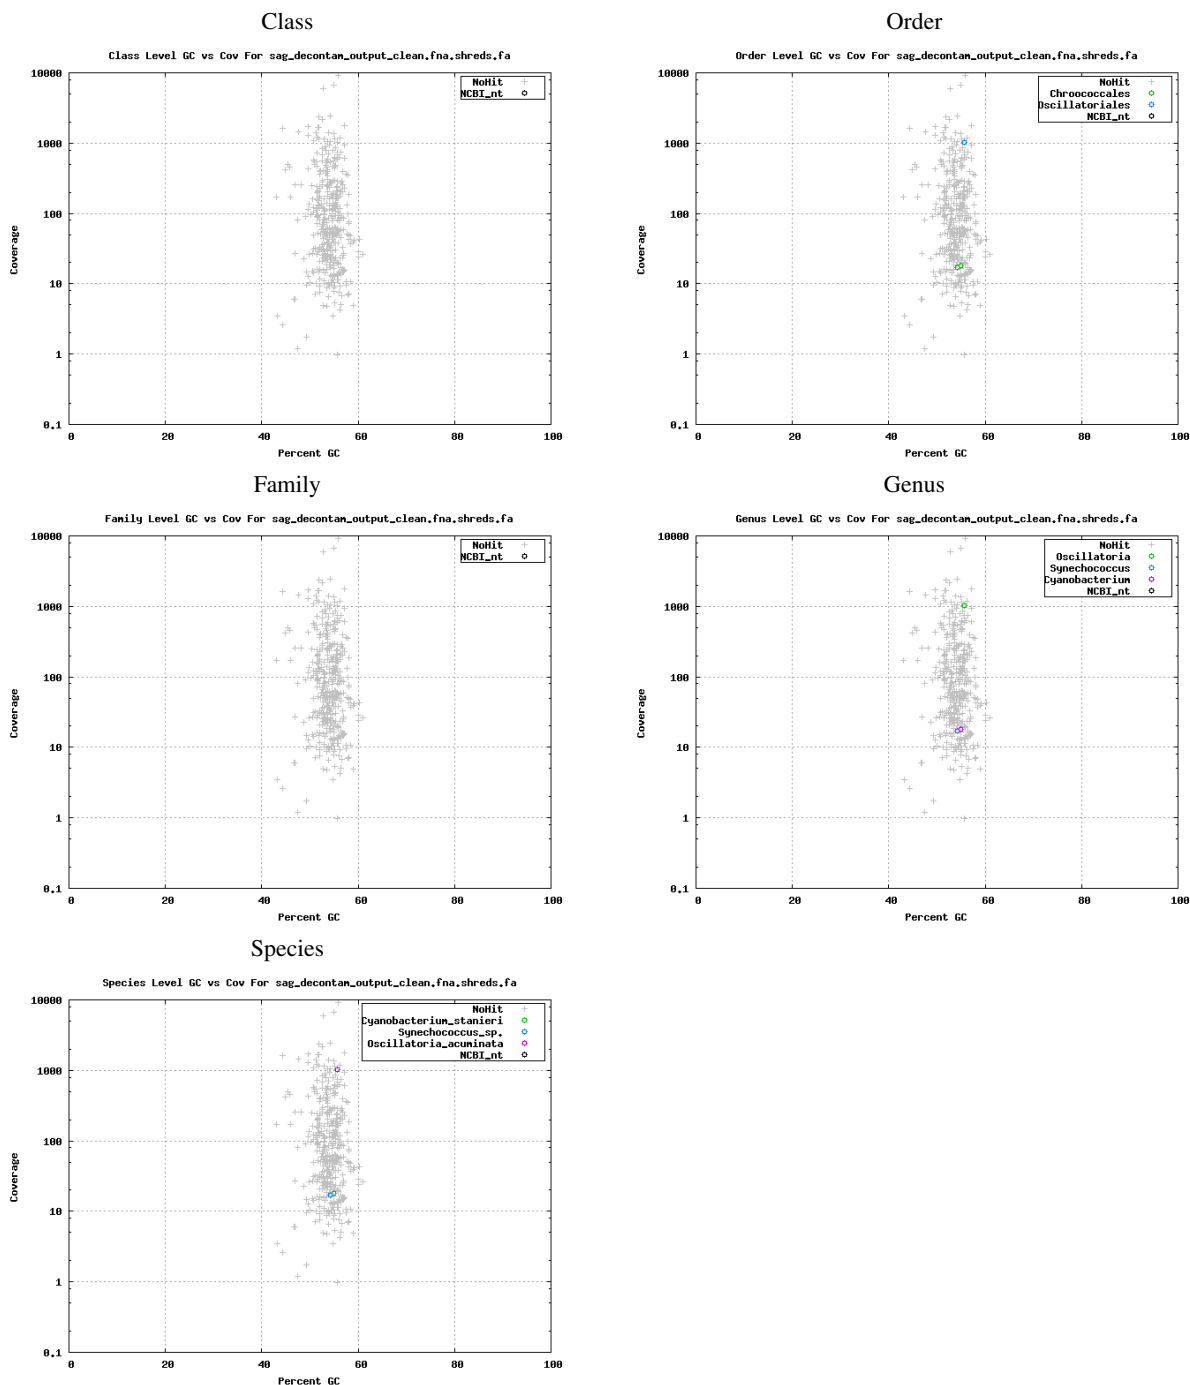 Class
Class Level GC vs Cov For sag_decontam_output_clean.fna.shreds.fa
NoHit
NCBI_nt
10000
1000
100
10
1
0.1
Coverage
0 20 40 60 80 100
Percent GC
Order
Order Level GC vs Cov For sag_decontam_output_clean.fna.shreds.fa
NoHit
Chroococcales
Oscillatoriales
NCBI_nt
10000
1000
100
10
1
0.1
Coverage
0 20 40 60 80 100
Percent GC
Family
Family Level GC vs Cov For sag_decontam_output_clean.fna.shreds.fa
NoHit
NCBI_nt
10000
1000
100
10
1
0.1
Coverage
0 20 40 60 80 100
Percent GC
Genus
Genus Level GC vs Cov For sag_decontam_output_clean.fna.shreds.fa
NoHit
Oscillatoria
Synechococcus
Cyanobacterium
NCBI_nt
10000
1000
100
10
1
0.1
Coverage
0 20 40 60 80 100
Percent GC
Species
Species Level GC vs Cov For sag_decontam_output_clean.fna.shreds.fa
NoHit
Cyanobacterium_stanieri
Synechococcus_sp.
Oscillatoria_acuminata
NCBI_nt
10000
1000
100
10
1
0.1
Coverage
0 20 40 60 80 100
Percent GC